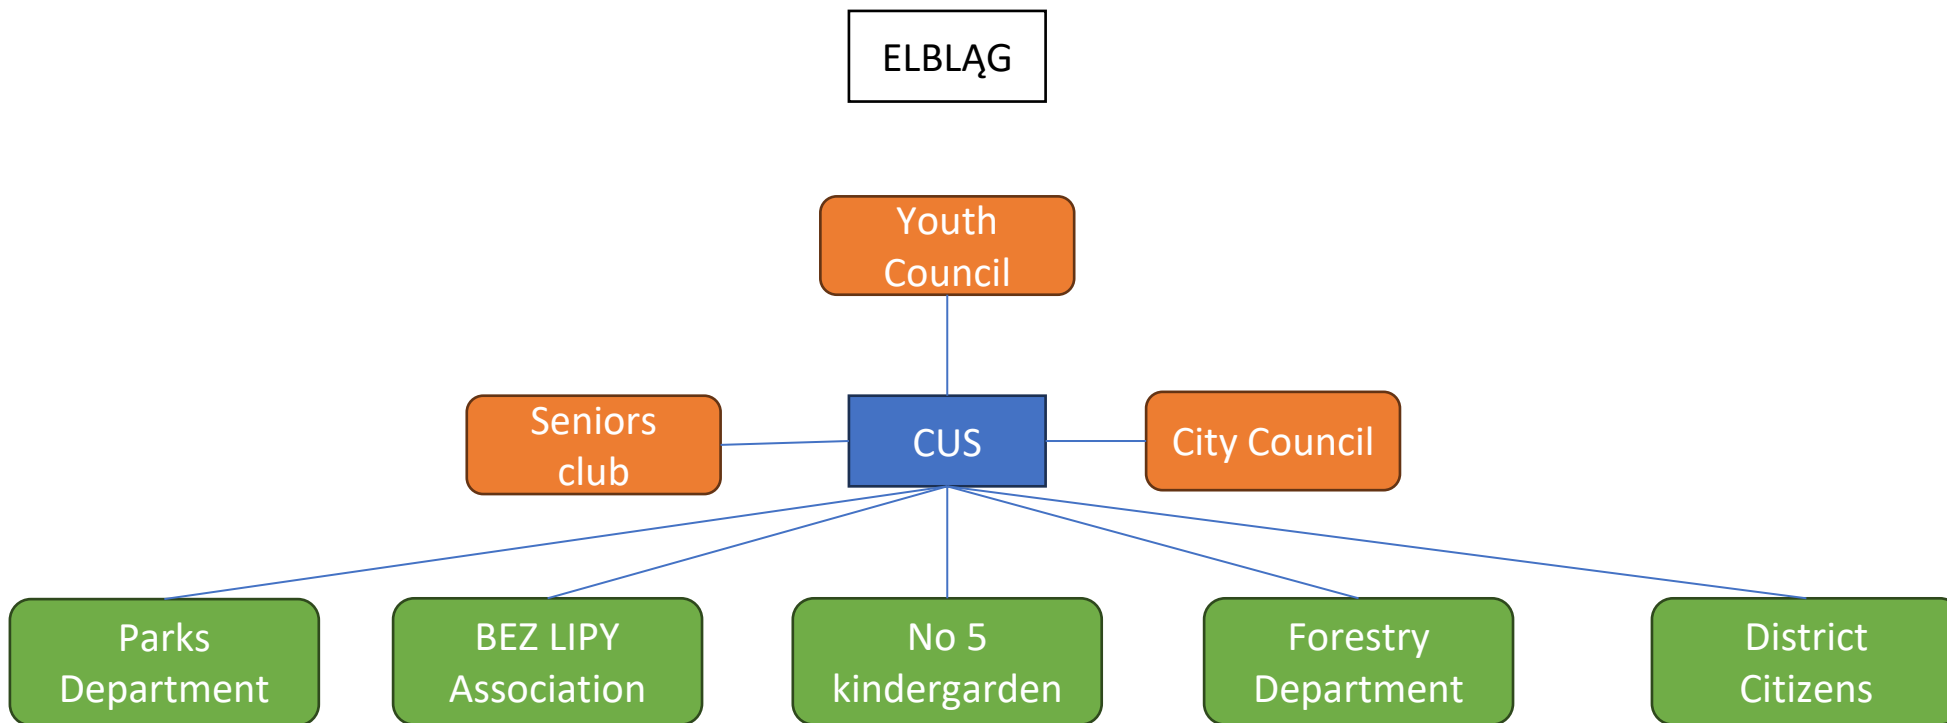 ELBLĄG
Youth
Council
Seniors
club
CUS
City Council
Parks
Department
BEZ LIPY
Association
No 5
kindergarden
Forestry
Department
District
Citizens